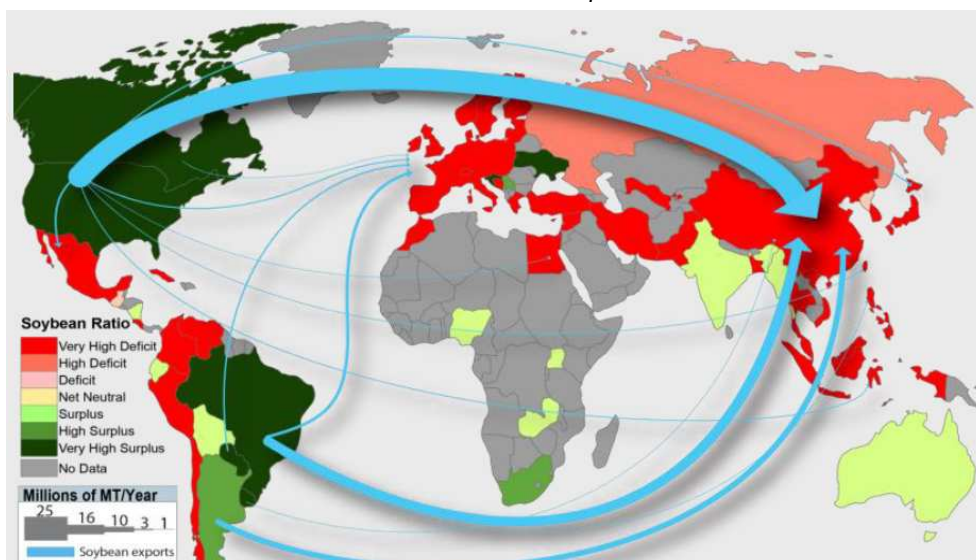 Soybean Ratio
Very High Deficit
High Deficit
Deficit
Net Neutral
Surplus
High Surplus
Very High Surplus
No Data
Millions of MT/Year
25 16 10 3 1
Soybean exports